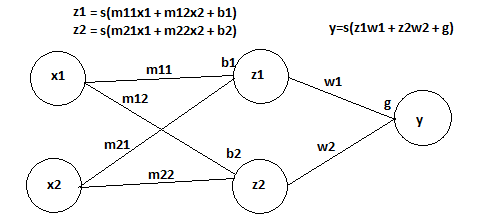 z1 = s(m11x1 + m12x2 + b1)
z2 = s(m21x1 + m22x2 + b2)
y=s(z1w1 + z2w2 + g)
x1
m11
b1
z1
m12
w1
g
y
m21
b2
w2
x2
m22
z2